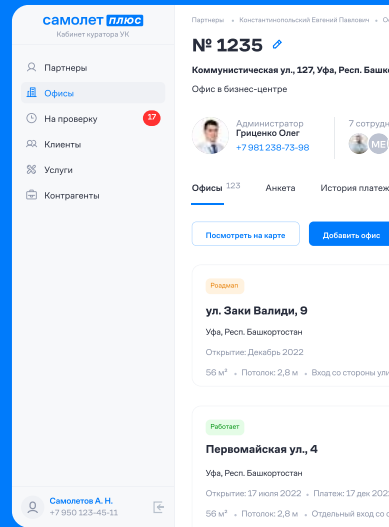 самолет плюс
Кабинет куратора УК
Партнеры
Офисы
На проверку 17
Клиенты
Услуги
Контрагенты
Самолетов А. Н.
+7 950 123-45-11
Партнеры • Константинопольский Евгений Павлович •
№ 1235
Коммунистическая ул., 127, Уфа, Респ. Башк
Офис в бизнес-центре
Администратор
Гриценко Олег
+7 981 238-73-98
7 сотрудн
МЕ
Офисы 123 Анкета История платеж
Посмотреть на карте Добавить офис
Роадмап
ул. Заки Валиди, 9
Уфа, Респ. Башкортостан
Открытие: Декабрь 2022
56 м² • Потолок: 2,8 м • Вход со стороны ули
Работает
Первомайская ул., 4
Уфа, Респ. Башкортостан
Открытие: 17 июля 2022 • Платеж: 17 дек 202
56 м² • Потолок: 2,8 м • Отдельный вход со с